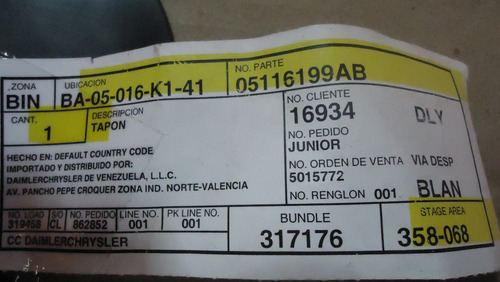 ZONA UBICACION NO. PARTE
BIN BA-05-016-K1-41 05116199AB
CANT. DESCRIPCION NO. CLIENTE
1 TAPON 16934 DLY
NO. PEDIDO
HECHO EN: DEFAULT COUNTRY CODE JUNIOR
IMPORTADO Y DISTRIBUIDO POR: NO. ORDEN DE VENTA VIA DESP
DAIMLERCHRYSLER DE VENEZUELA, L.L.C. 5015772
AV. PANCHO PEPE CROQUER ZONA IND. NORTE-VALENCIA NO. RENGLON 001 BLAN
NO. LOAD S/O NO. PEDIDO LINE NO. PK LINE NO. BUNDLE STAGE AREA
319458 CL 862852 001 001 317176 358-068
CC DAIMLERCHRYSLER